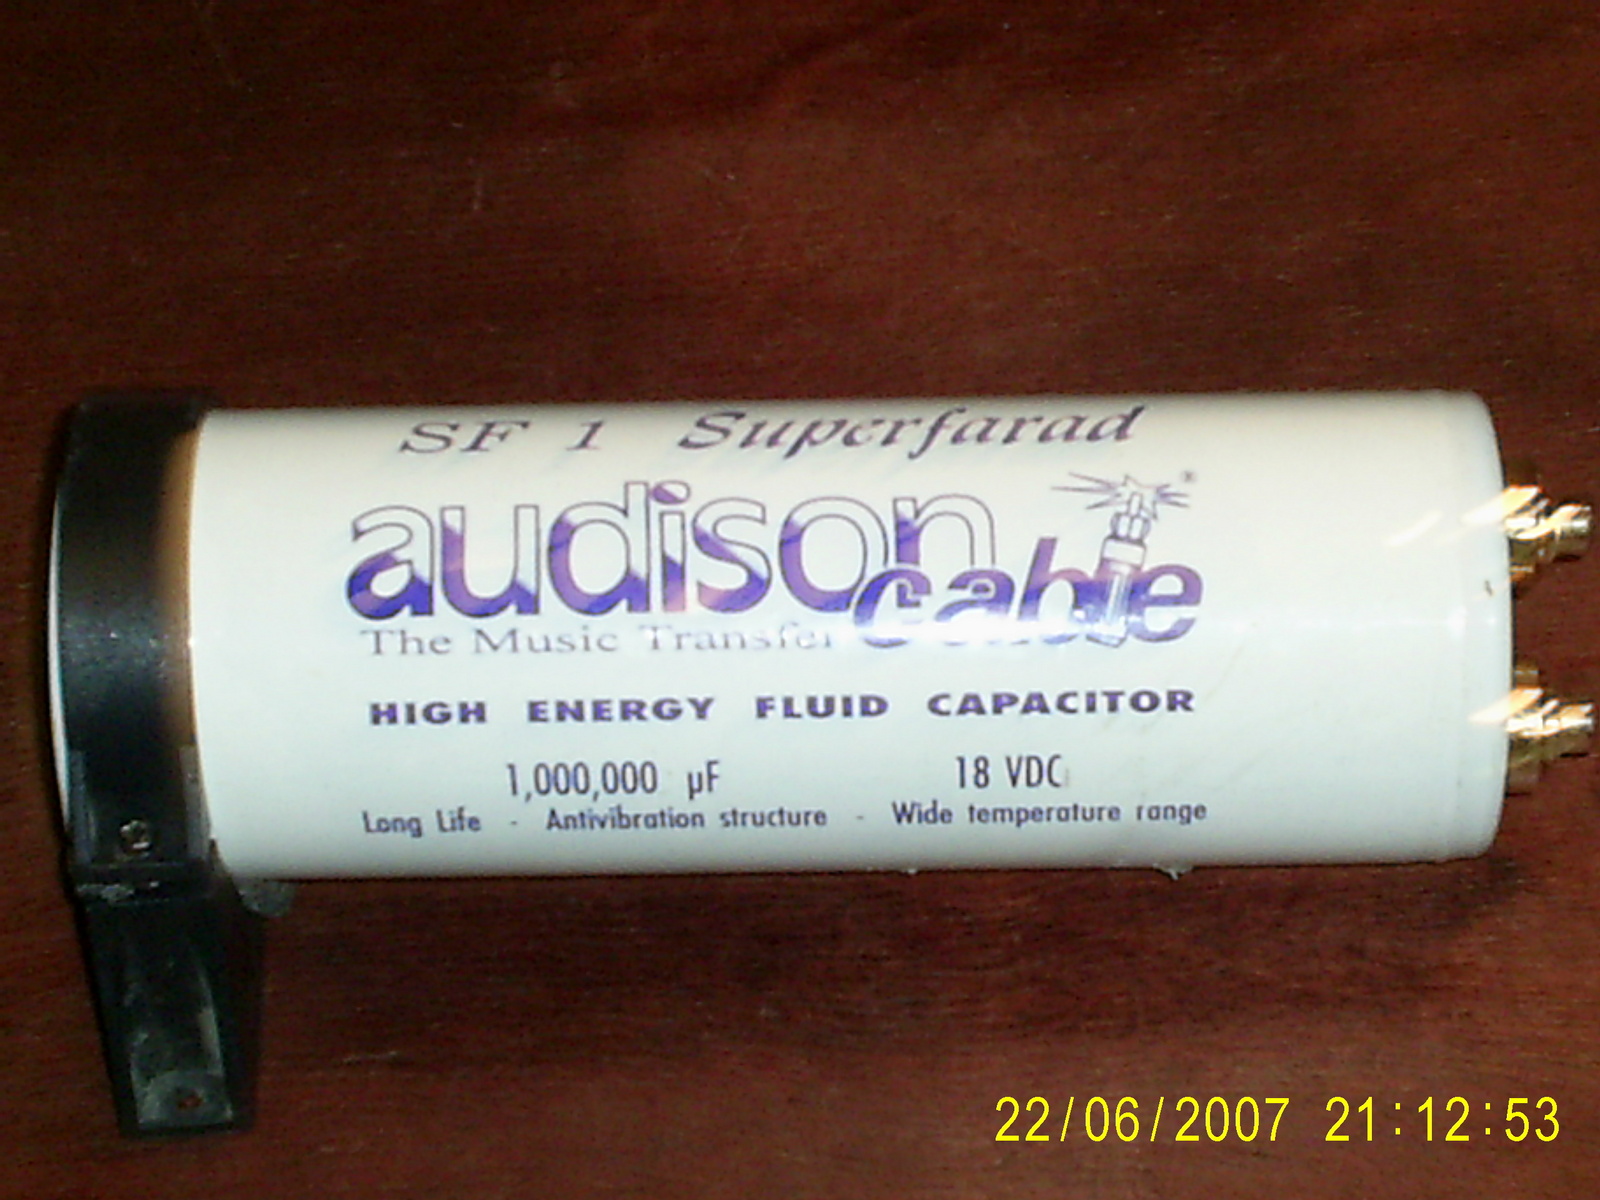 SF 1 Superfarad
audison cable ®
The Music Transfer
HIGH ENERGY FLUID CAPACITOR
1,000,000 µF 18 VDC
Long Life - Antivibration structure - Wide temperature range
22/06/2007 21:12:53